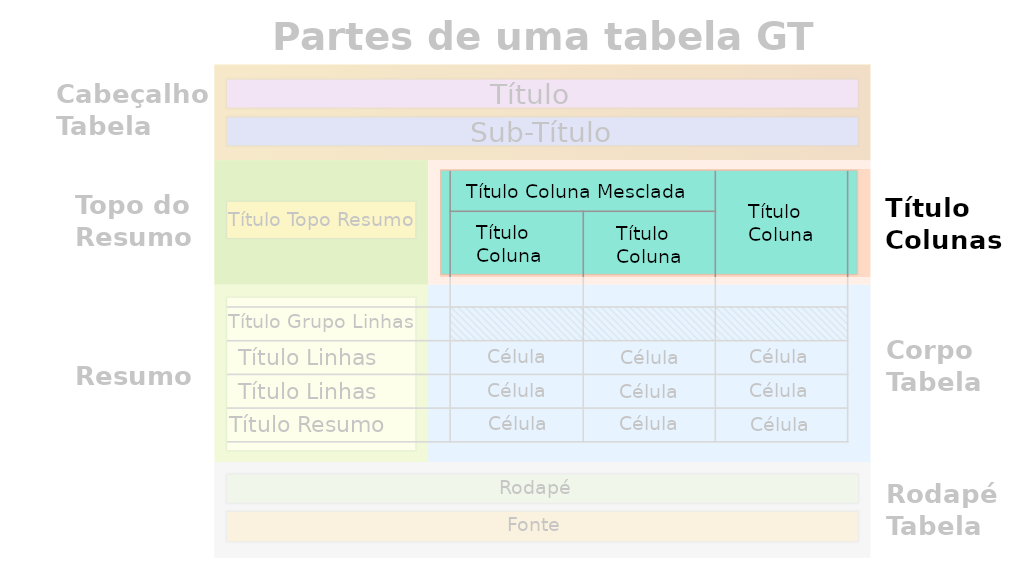 Partes de uma tabela GT
Cabeçalho
Tabela
Título
Sub-Título
Topo do
Resumo
Título Topo Resumo
Título Coluna Mesclada
Título
Coluna
Título
Coluna
Título
Coluna
Título
Colunas
Resumo
Título Grupo Linhas
Título Linhas Célula Célula Célula
Título Linhas Célula Célula Célula
Título Resumo Célula Célula Célula
Corpo
Tabela
Rodapé
Fonte
Rodapé
Tabela